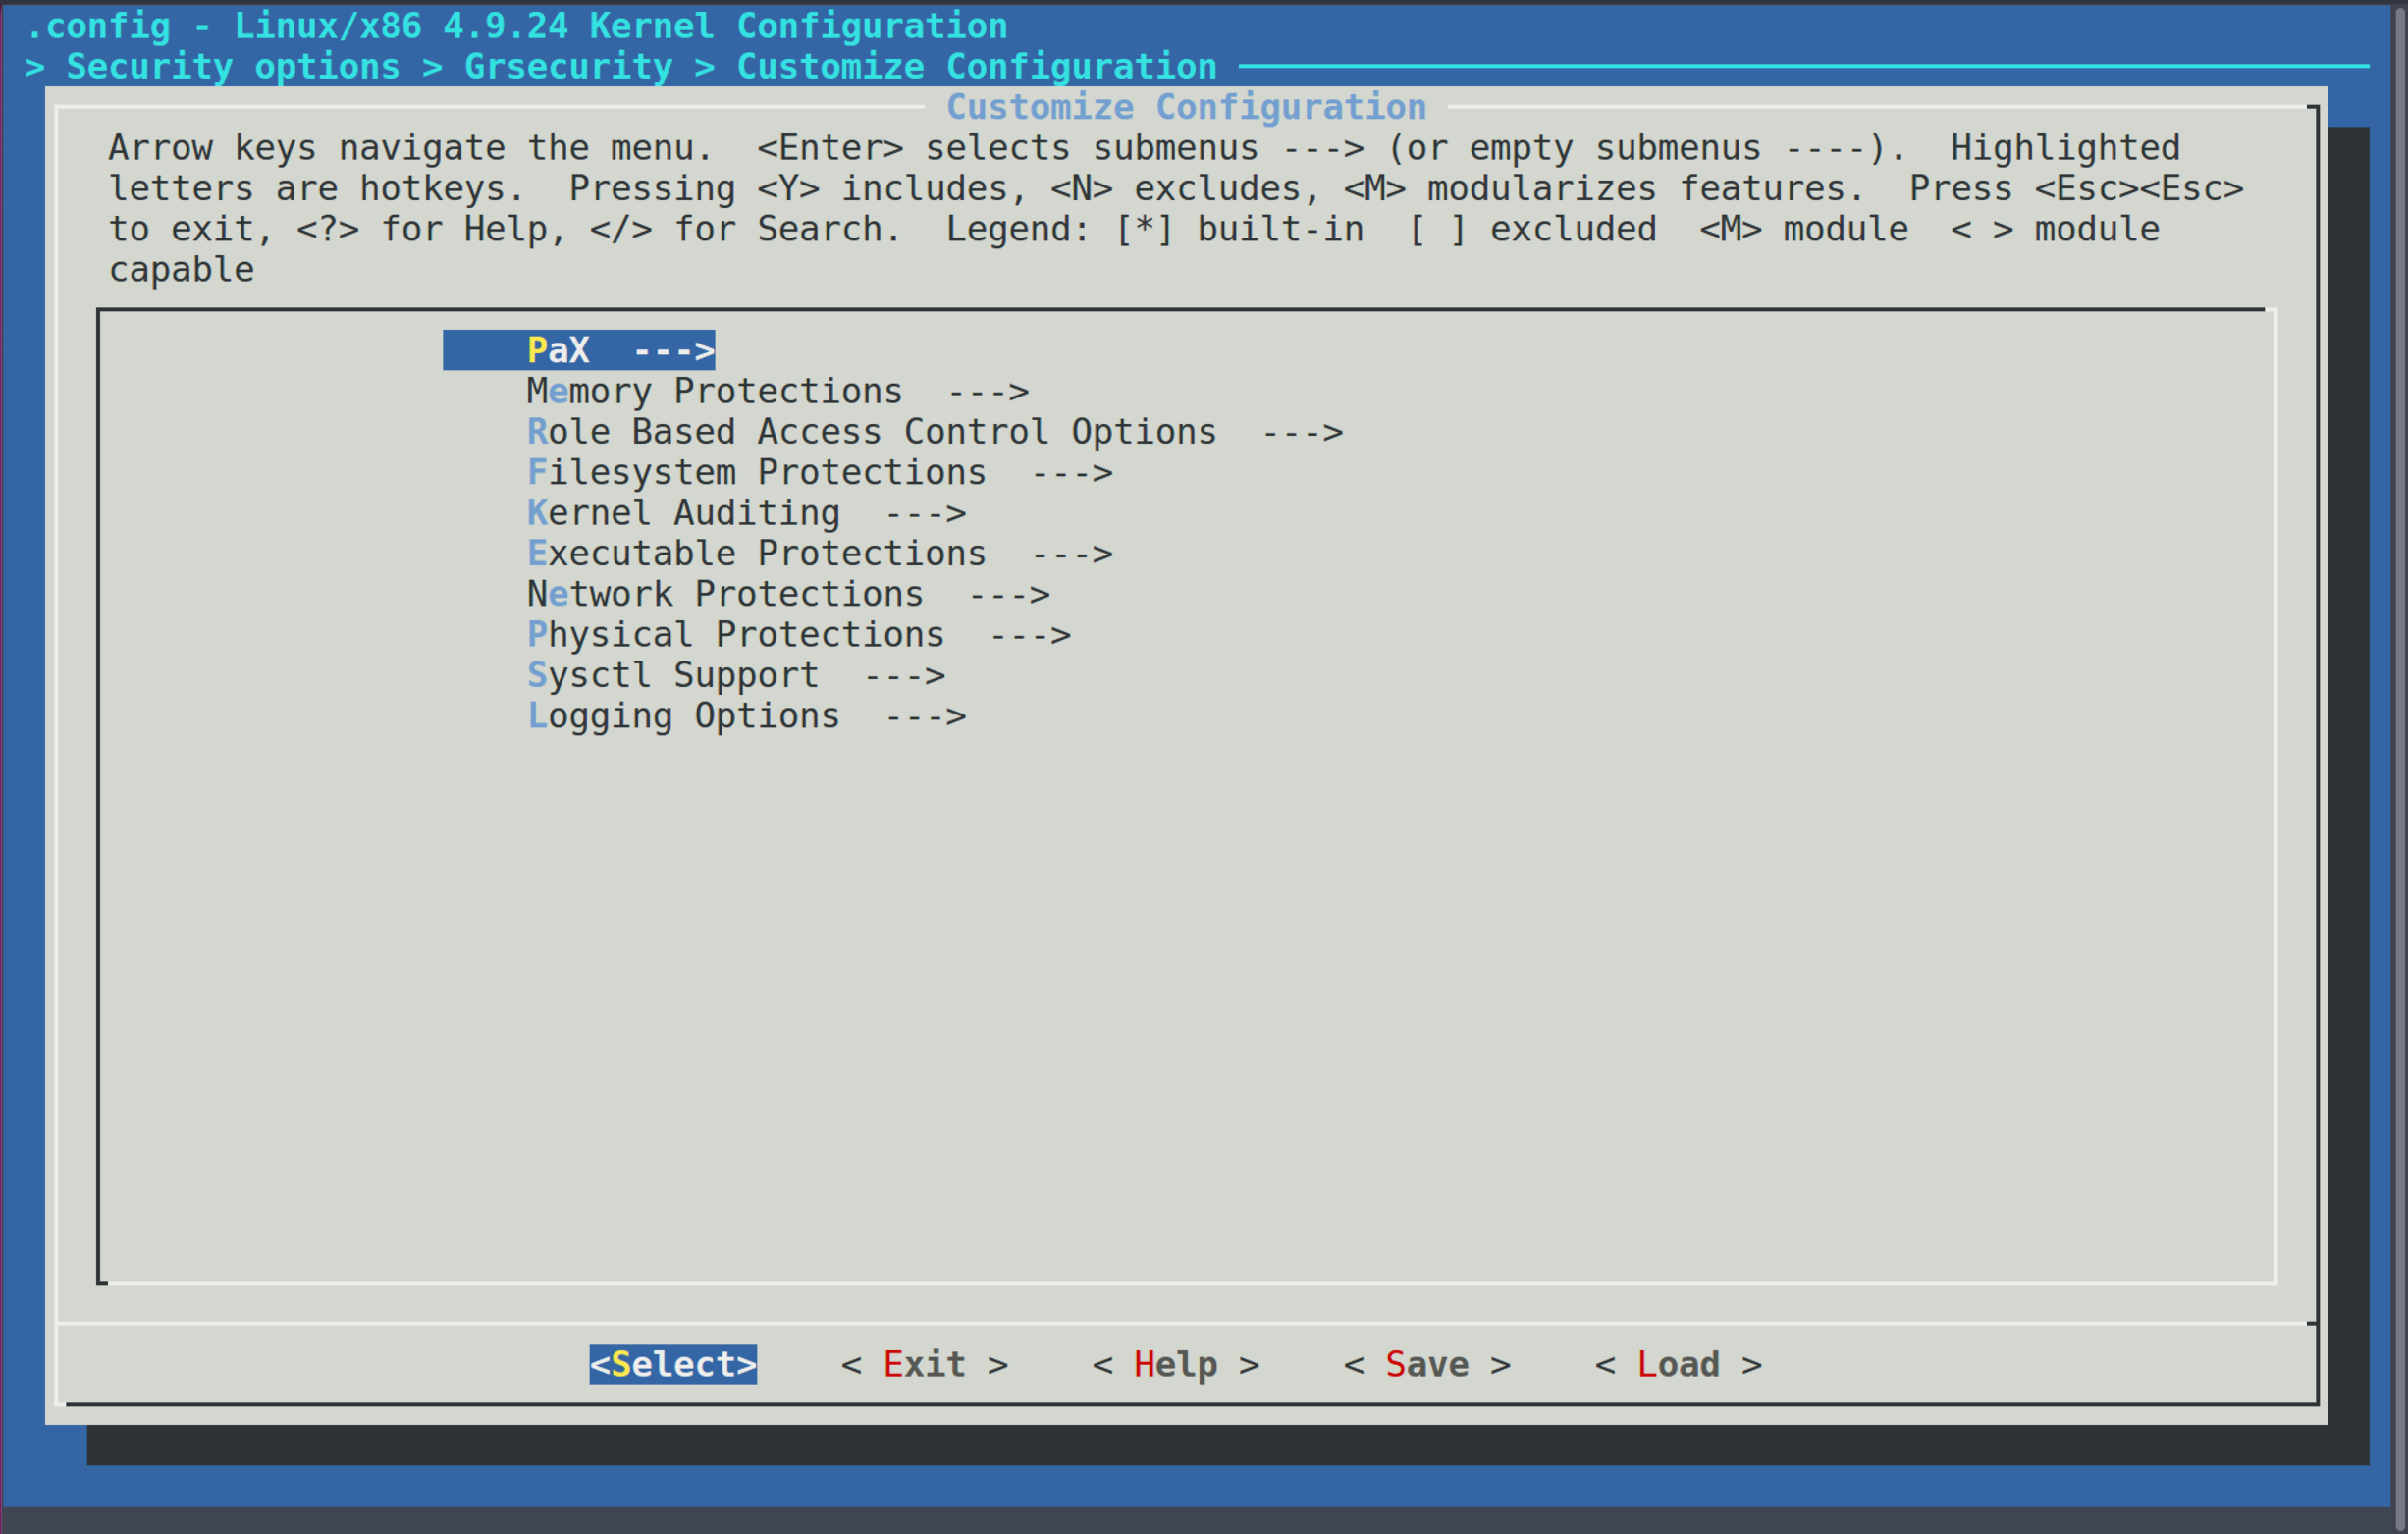 .config - Linux/x86 4.9.24 Kernel Configuration
> Security options > Grsecurity > Customize Configuration
Customize Configuration
Arrow keys navigate the menu.  <Enter> selects submenus ---> (or empty submenus ----).  Highlighted
letters are hotkeys.  Pressing <Y> includes, <N> excludes, <M> modularizes features.  Press <Esc><Esc>
to exit, <?> for Help, </> for Search.  Legend: [*] built-in  [ ] excluded  <M> module  < > module
capable
PaX  --->
Memory Protections  --->
Role Based Access Control Options  --->
Filesystem Protections  --->
Kernel Auditing  --->
Executable Protections  --->
Network Protections  --->
Physical Protections  --->
Sysctl Support  --->
Logging Options  --->
<Select>    < Exit >    < Help >    < Save >    < Load >